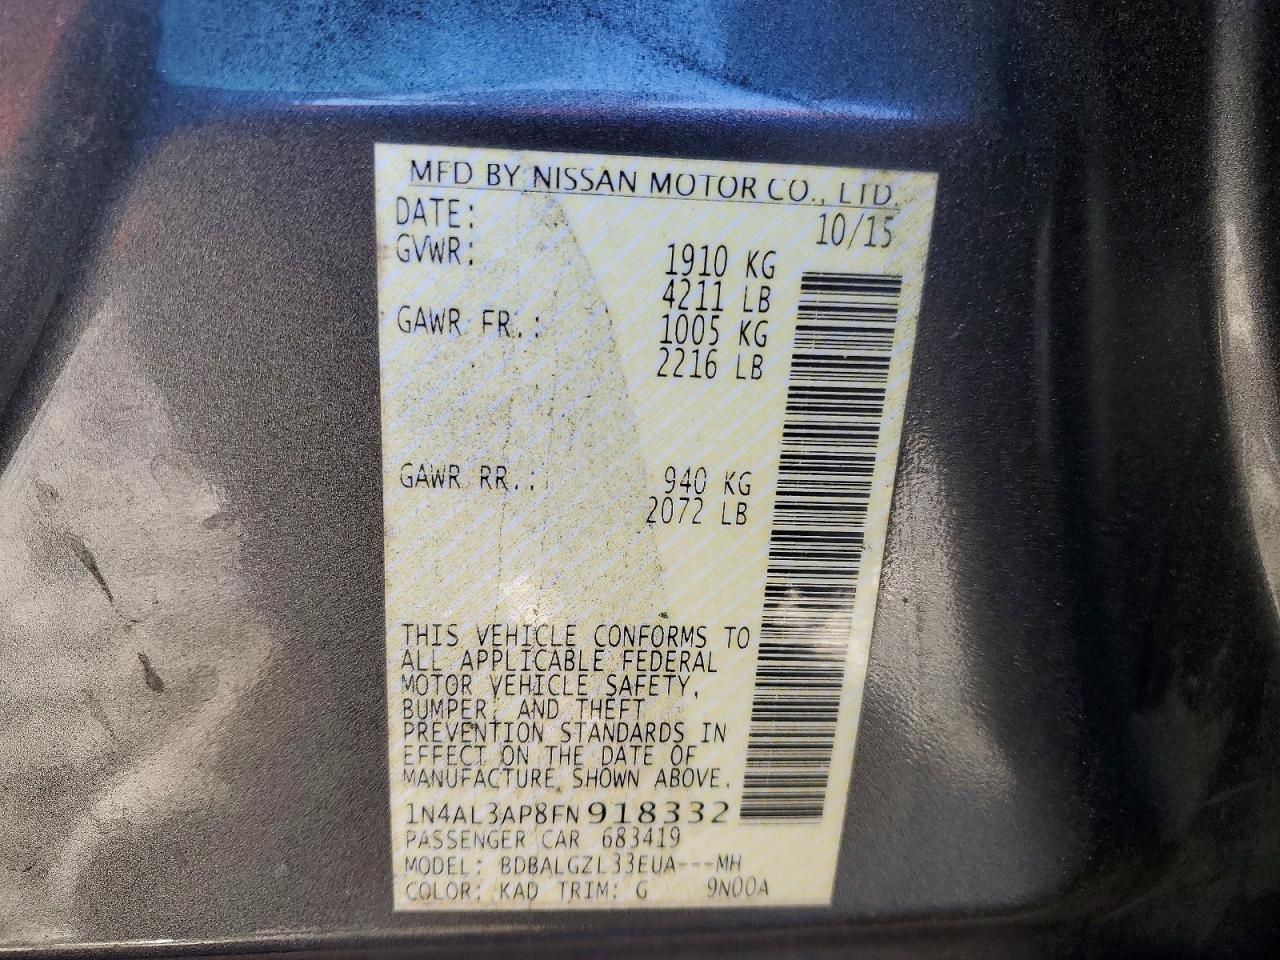 MFD BY NISSAN MOTOR CO., LTD.
DATE: 10/15
GVWR: 1910 KG
4211 LB
GAWR FR.: 1005 KG
2216 LB
GAWR RR.: 940 KG
2072 LB
THIS VEHICLE CONFORMS TO
ALL APPLICABLE FEDERAL
MOTOR VEHICLE SAFETY,
BUMPER, AND THEFT
PREVENTION STANDARDS IN
EFFECT ON THE DATE OF
MANUFACTURE SHOWN ABOVE.
1N4AL3AP8FN918332
PASSENGER CAR 683419
MODEL: BDBALGZL33EUA---MH
COLOR: KAD TRIM: G 9N00A